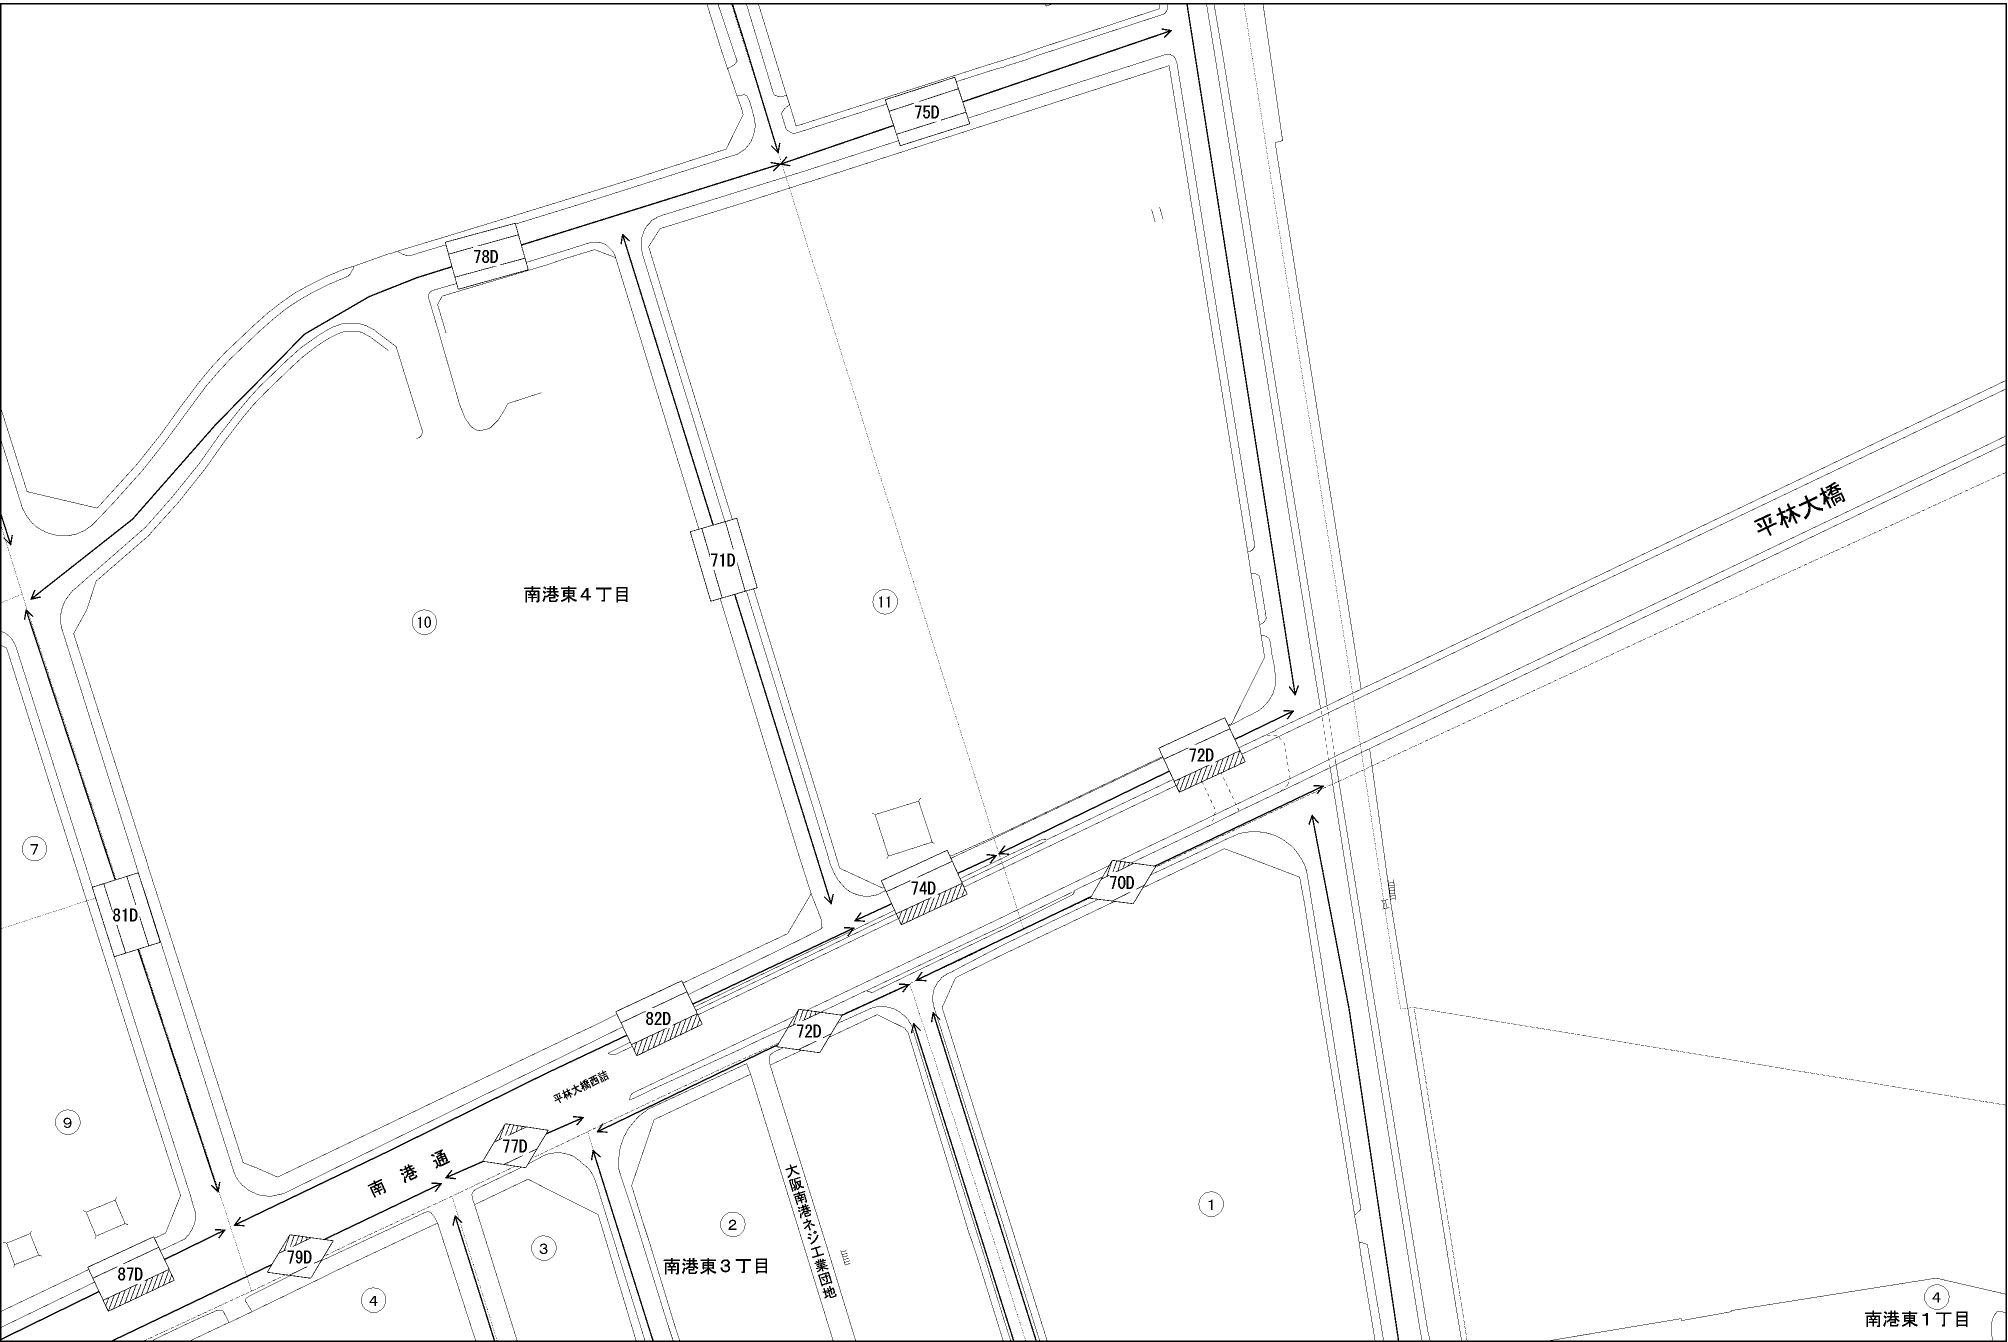 75D
78D
平林大橋
71D
南港東４丁目
⑪
⑩
72D
⑦
74D
70D
81D
82D
72D
平林大橋西詰
⑨
77D
南港通
大阪南港ネジ工業団地
①
②
③
79D
南港東３丁目
87D
④
④
南港東１丁目